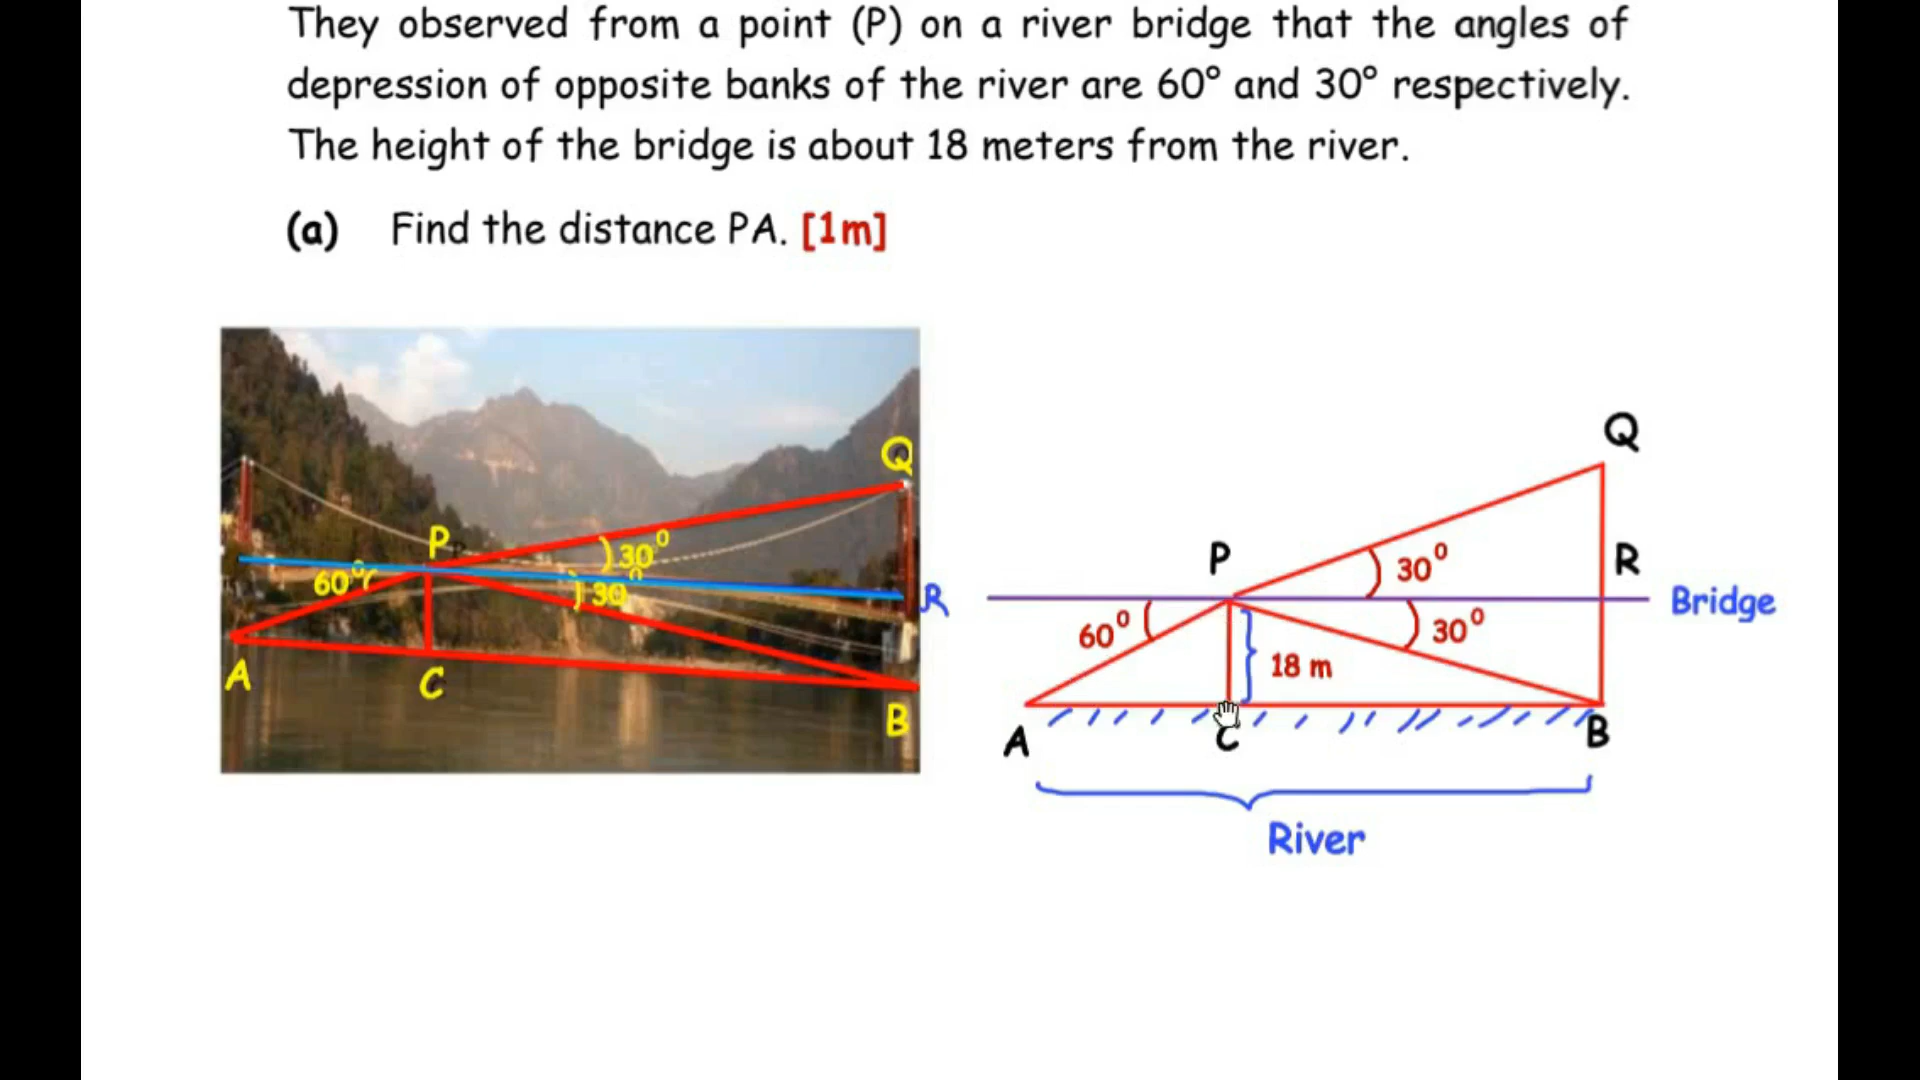 They observed from a point (P) on a river bridge that the angles of
depression of opposite banks of the river are 60° and 30° respectively.
The height of the bridge is about 18 meters from the river.
(a) Find the distance PA. [1m]
Q
P
30°
60°
30°
R
A
C
B
Q
P
R
30°
Bridge
60°
30°
18 m
A
C
B
River